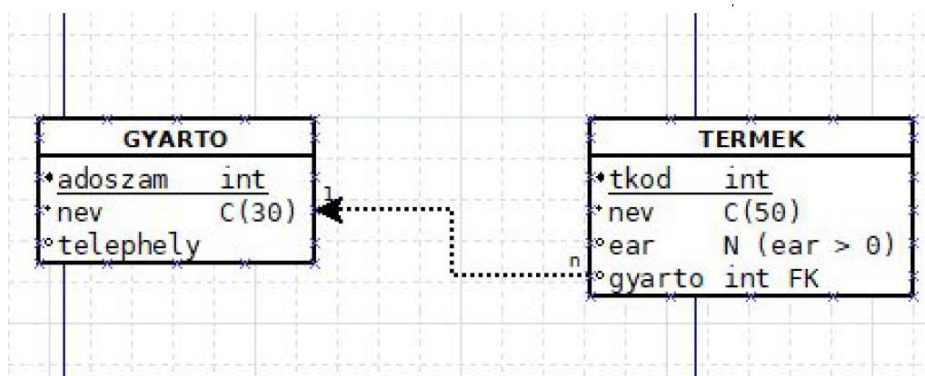 GYARTO
adoszam int
nev C(30)
telephely
1
n
TERMEK
tkod int
nev C(50)
ear N (ear > 0)
gyarto int FK